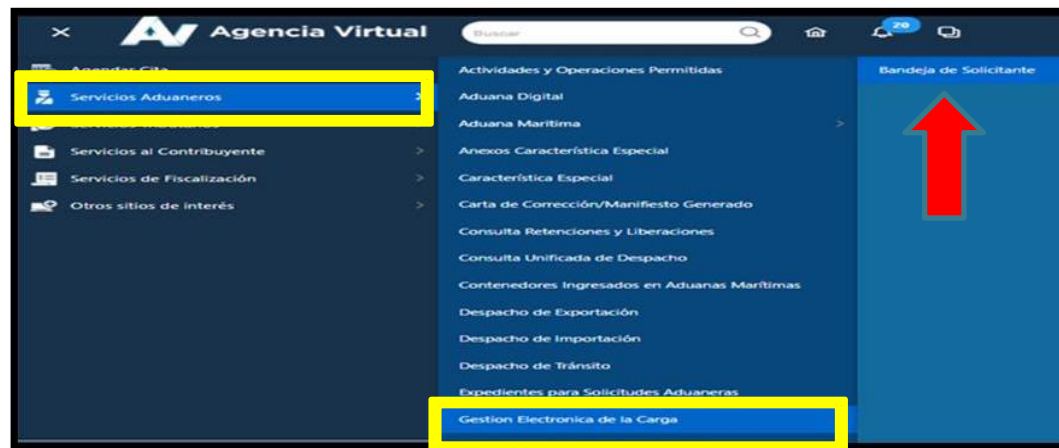 Agencia Virtual
Buscar
20
Agendar Cita
Servicios Aduaneros
Servicios al Contribuyente
Servicios de Fiscalización
Otros sitios de interés
Actividades y Operaciones Permitidas
Aduana Digital
Aduana Marítima
Anexos Característica Especial
Característica Especial
Carta de Corrección/Manifiesto Generado
Consulta Retenciones y Liberaciones
Consulta Unificada de Despacho
Contenedores Ingresados en Aduanas Marítimas
Despacho de Exportación
Despacho de Importación
Despacho de Tránsito
Expedientes para Solicitudes Aduaneras
Gestion Electronica de la Carga
Bandeja de Solicitante